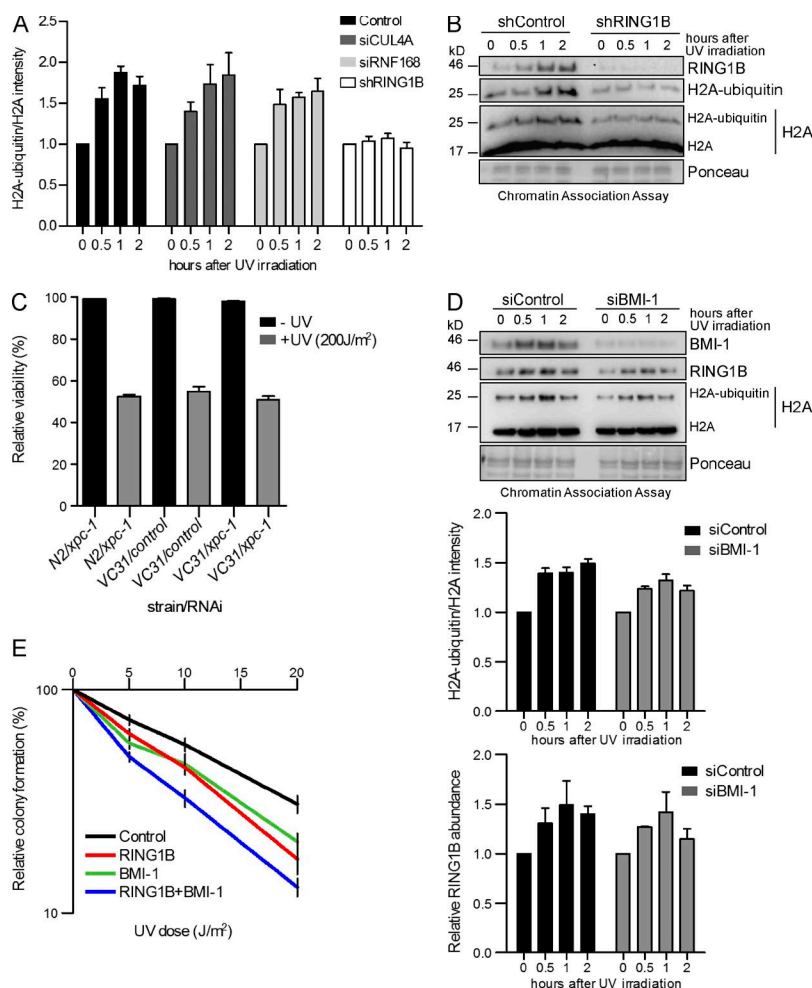 A
H2A-ubiquitin/H2A intensity
2.5
2.0
1.5
1.0
0.5
0.0
Control
siCUL4A
siRNF168
shRING1B
0 0.5 1 2 0 0.5 1 2 0 0.5 1 2 0 0.5 1 2
hours after UV irradiation
B
shControl shRING1B
kD 0 0.5 1 2 0 0.5 1 2 hours after
UV irradiation
46 RING1B
25 H2A-ubiquitin
25 H2A-ubiquitin
H2A
17 H2A
Ponceau
Chromatin Association Assay
C
Relative viability (%)
100
80
60
40
20
0
- UV
+UV (200J/m²)
N2/xpc-1 N2/xpc-1 VC31/control VC31/control VC31/xpc-1 VC31/xpc-1
strain/RNAi
D
siControl siBMI-1
kD 0 0.5 1 2 0 0.5 1 2 hours after
UV irradiation
46 BMI-1
46 RING1B
25 H2A-ubiquitin
H2A
17 H2A
Ponceau
Chromatin Association Assay
H2A-ubiquitin/H2A intensity
2.0
1.5
1.0
0.5
0.0
siControl
siBMI-1
0 0.5 1 2 0 0.5 1 2
hours after UV irradiation
Relative RING1B abundance
2.0
1.5
1.0
0.5
0.0
siControl
siBMI-1
0 0.5 1 2 0 0.5 1 2
hours after UV irradiation
E
0 5 10 15 20
Relative colony formation (%)
100
10
Control
RING1B
BMI-1
RING1B+BMI-1
UV dose (J/m²)